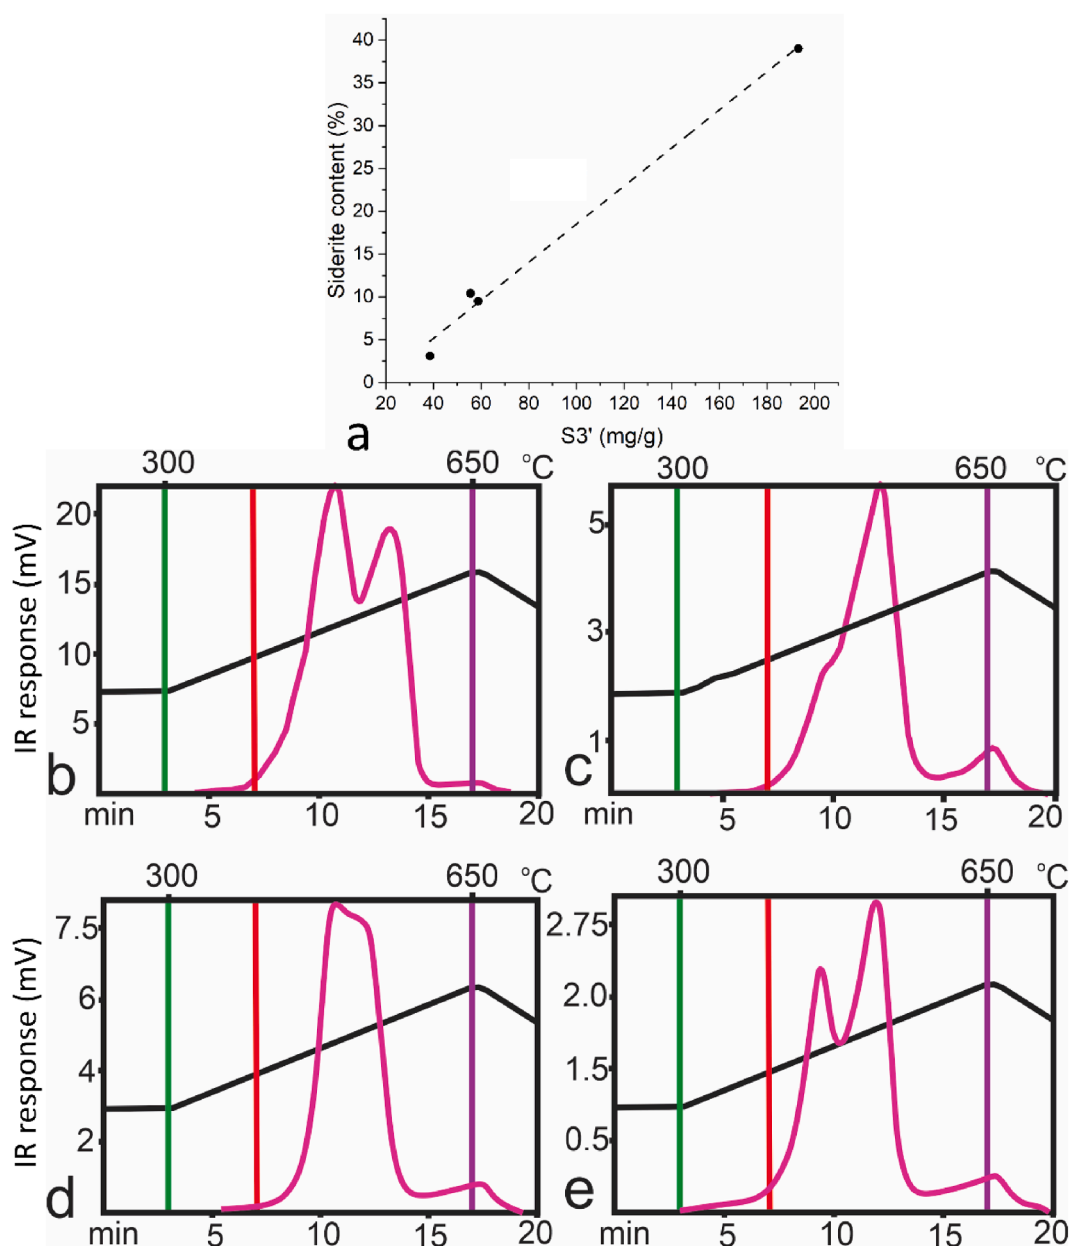 40
35
30
25
20
15
10
5
0
Siderite content (%)
20 40 60 80 100 120 140 160 180 200
S3' (mg/g)
a
300 650 °C
20
15
10
5
IR response (mV)
b
min 5 10 15 20
300 650 °C
5
3
1
c
min 5 10 15 20
300 650 °C
7.5
6
4
2
IR response (mV)
d
min 5 10 15 20
300 650 °C
2.75
2.0
1.5
0.5
e
min 5 10 15 20